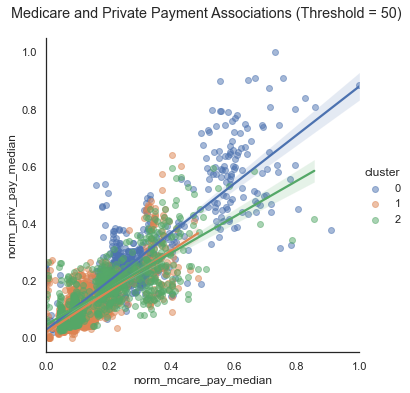 Medicare and Private Payment Associations (Threshold = 50)
1.0
0.8
0.6
0.4
0.2
0.0
norm_priv_pay_median
0.0 0.2 0.4 0.6 0.8 1.0
norm_mcare_pay_median
cluster
0
1
2